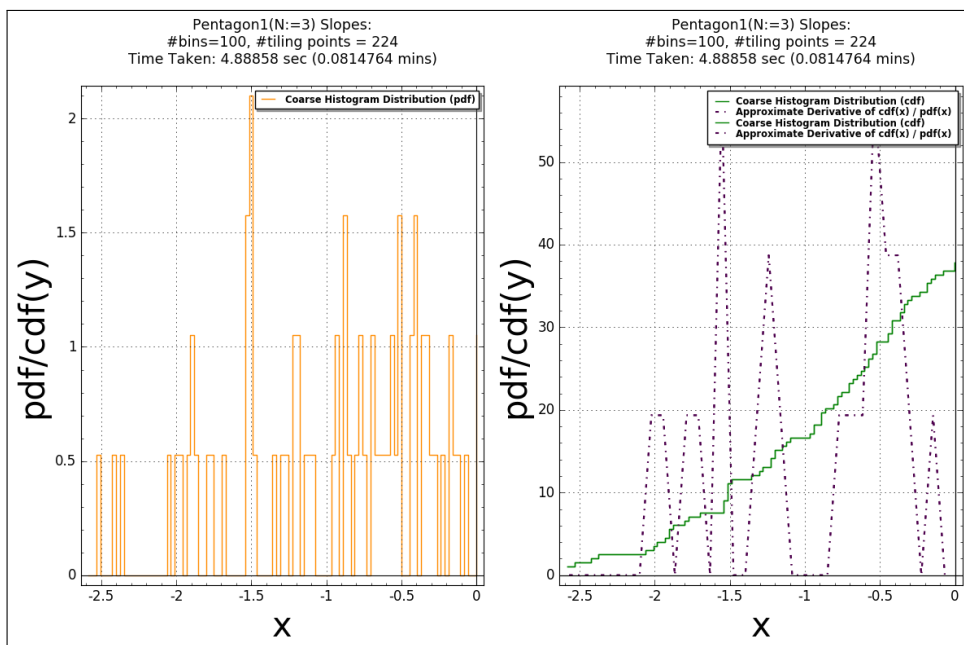 Pentagon1(N:=3) Slopes:
#bins=100, #tiling points = 224
Time Taken: 4.88858 sec (0.0814764 mins)
Coarse Histogram Distribution (pdf)
2
1.5
1
0.5
0
pdf/cdf(y)
-2.5
-2
-1.5
-1
-0.5
0
x
Pentagon1(N:=3) Slopes:
#bins=100, #tiling points = 224
Time Taken: 4.88858 sec (0.0814764 mins)
Coarse Histogram Distribution (cdf)
Approximate Derivative of cdf(x) / pdf(x)
Coarse Histogram Distribution (cdf)
Approximate Derivative of cdf(x) / pdf(x)
50
40
30
20
10
0
pdf/cdf(y)
-2.5
-2
-1.5
-1
-0.5
0
x